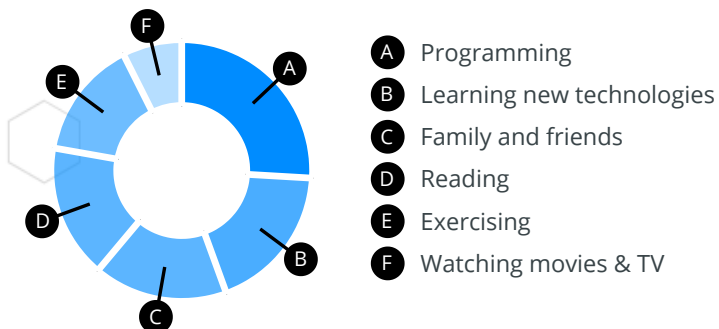 F
A
E
D
B
C
A Programming
B Learning new technologies
C Family and friends
D Reading
E Exercising
F Watching movies & TV